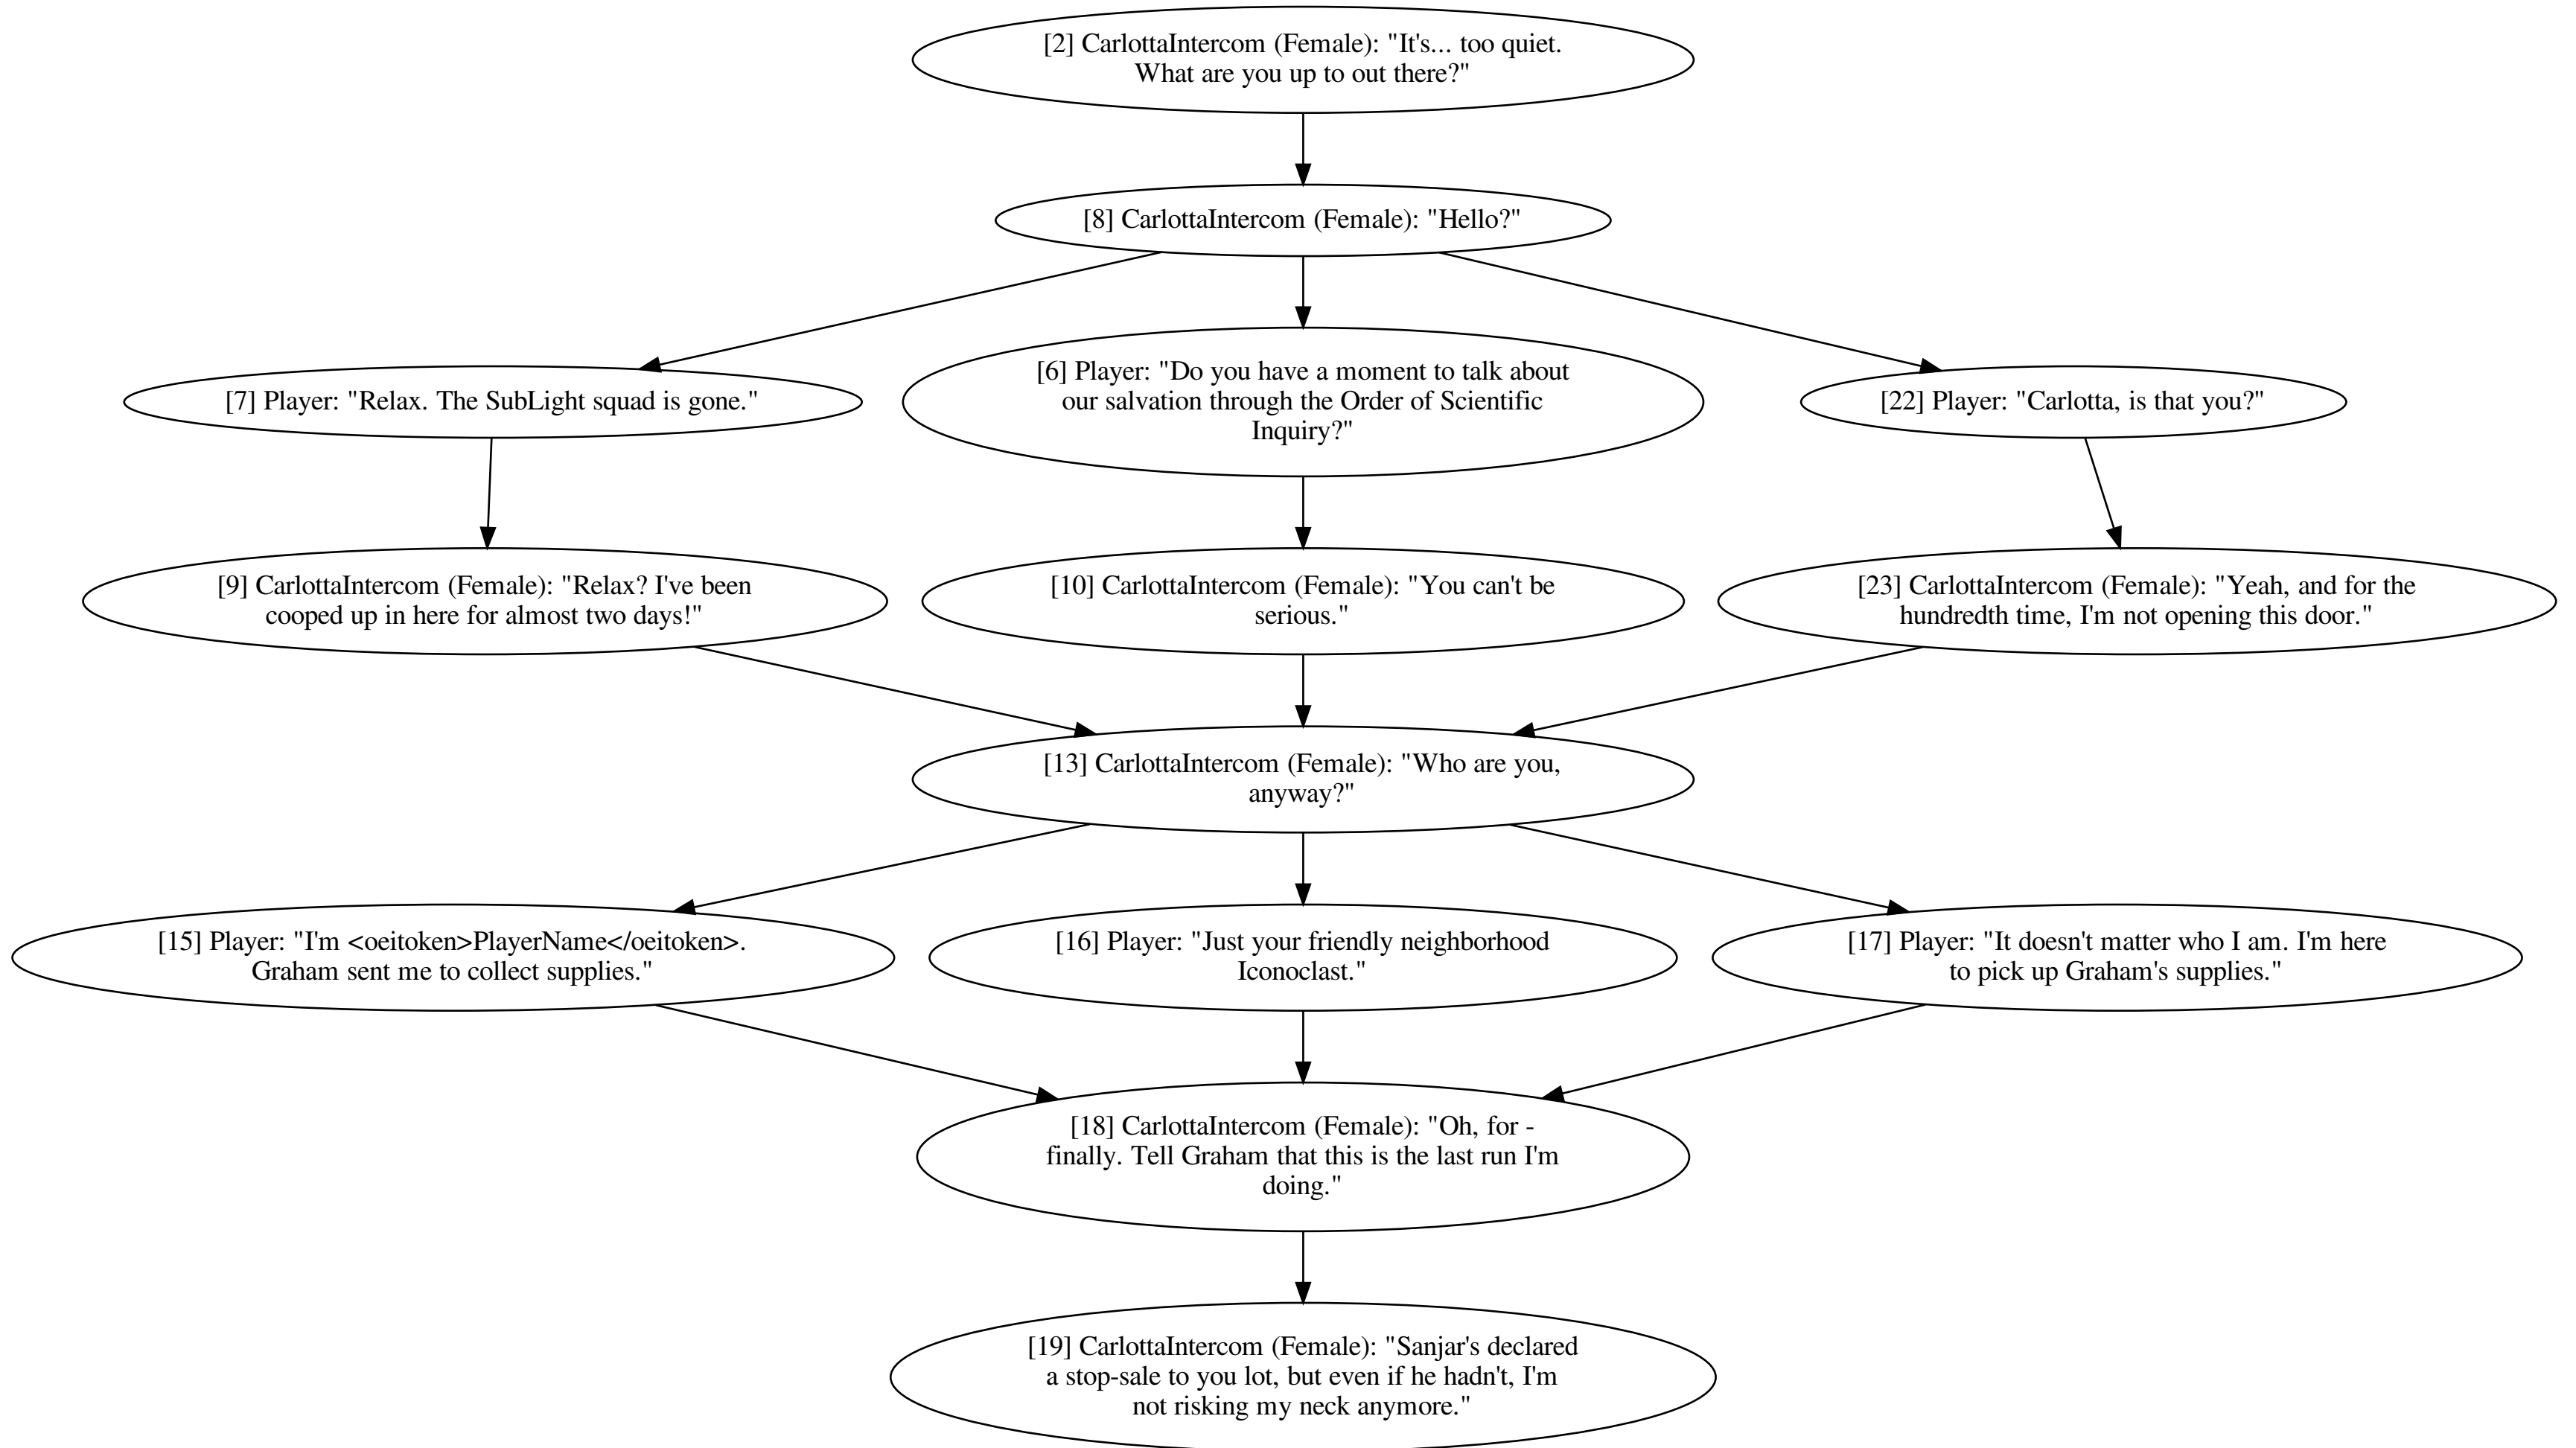 [2] CarlottaIntercom (Female): "It's... too quiet.
What are you up to out there?"
[8] CarlottaIntercom (Female): "Hello?"
[7] Player: "Relax. The SubLight squad is gone."
[6] Player: "Do you have a moment to talk about
our salvation through the Order of Scientific
Inquiry?"
[22] Player: "Carlotta, is that you?"
[9] CarlottaIntercom (Female): "Relax? I've been
cooped up in here for almost two days!"
[10] CarlottaIntercom (Female): "You can't be
serious."
[23] CarlottaIntercom (Female): "Yeah, and for the
hundredth time, I'm not opening this door."
[13] CarlottaIntercom (Female): "Who are you,
anyway?"
[15] Player: "I'm <oeitoken>PlayerName</oeitoken>.
Graham sent me to collect supplies."
[16] Player: "Just your friendly neighborhood
Iconoclast."
[17] Player: "It doesn't matter who I am. I'm here
to pick up Graham's supplies."
[18] CarlottaIntercom (Female): "Oh, for -
finally. Tell Graham that this is the last run I'm
doing."
[19] CarlottaIntercom (Female): "Sanjar's declared
a stop-sale to you lot, but even if he hadn't, I'm
not risking my neck anymore."